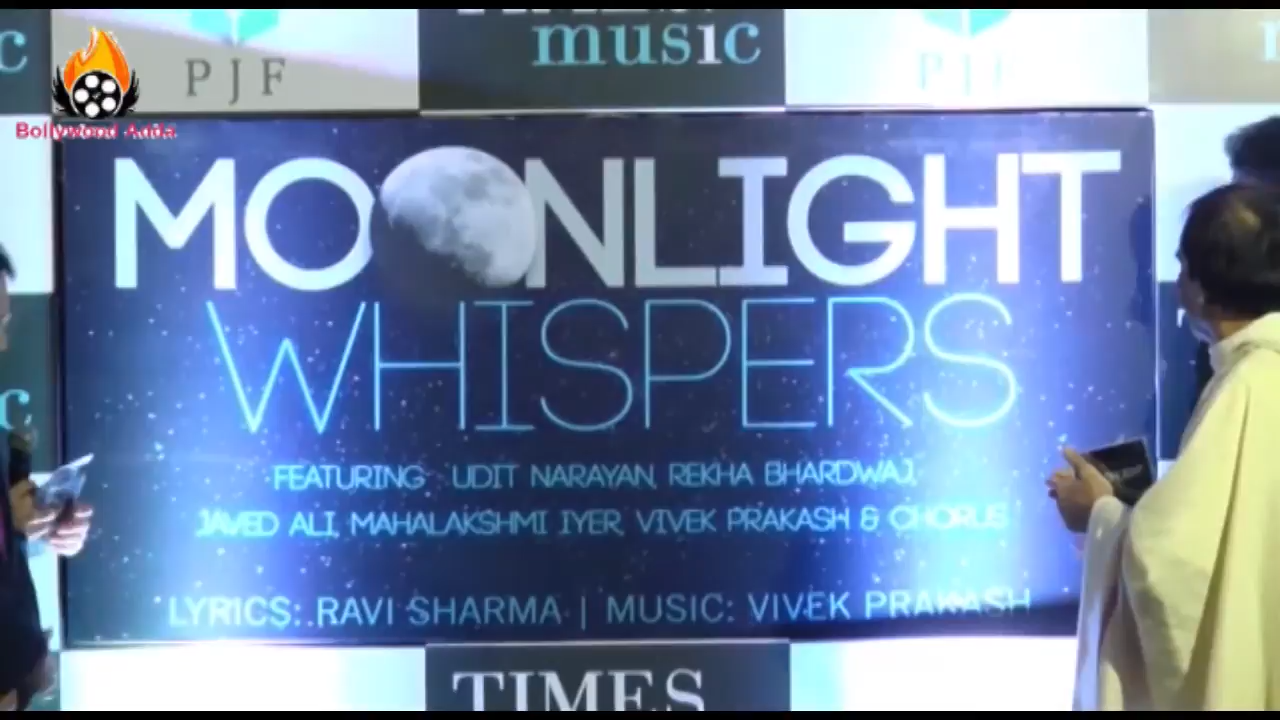 music
c
PJF
PJF
Bollywood Adda
MOONLIGHT
WHISPERS
FEATURING UDIT NARAYAN, REKHA BHARDWAJ,
JAVED ALI, MAHALAKSHMI IYER, VIVEK PRAKASH & CHORUS
c
LYRICS: RAVI SHARMA | MUSIC: VIVEK PRAKASH
TIMES